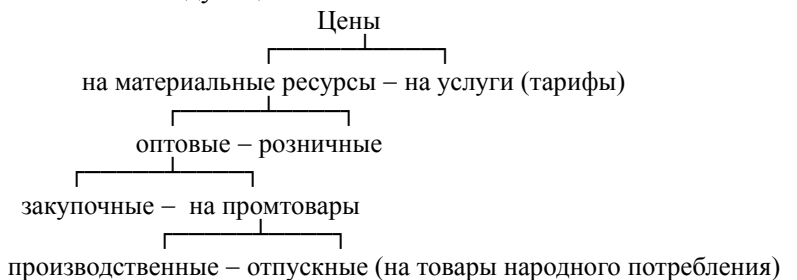 Цены
на материальные ресурсы – на услуги (тарифы)
оптовые – розничные
закупочные – на промтовары
производственные – отпускные (на товары народного потребления)